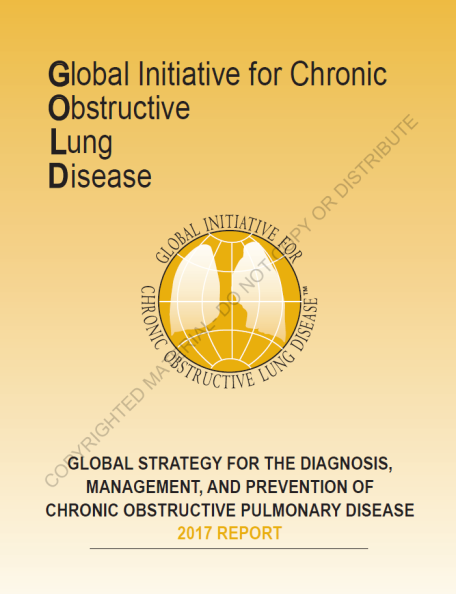 Global Initiative for Chronic
Obstructive
Lung
Disease
GLOBAL INITIATIVE FOR
CHRONIC OBSTRUCTIVE LUNG DISEASE™
COPYRIGHTED MATERIAL- DO NOT COPY OR DISTRIBUTE
GLOBAL STRATEGY FOR THE DIAGNOSIS,
MANAGEMENT, AND PREVENTION OF
CHRONIC OBSTRUCTIVE PULMONARY DISEASE
2017 REPORT